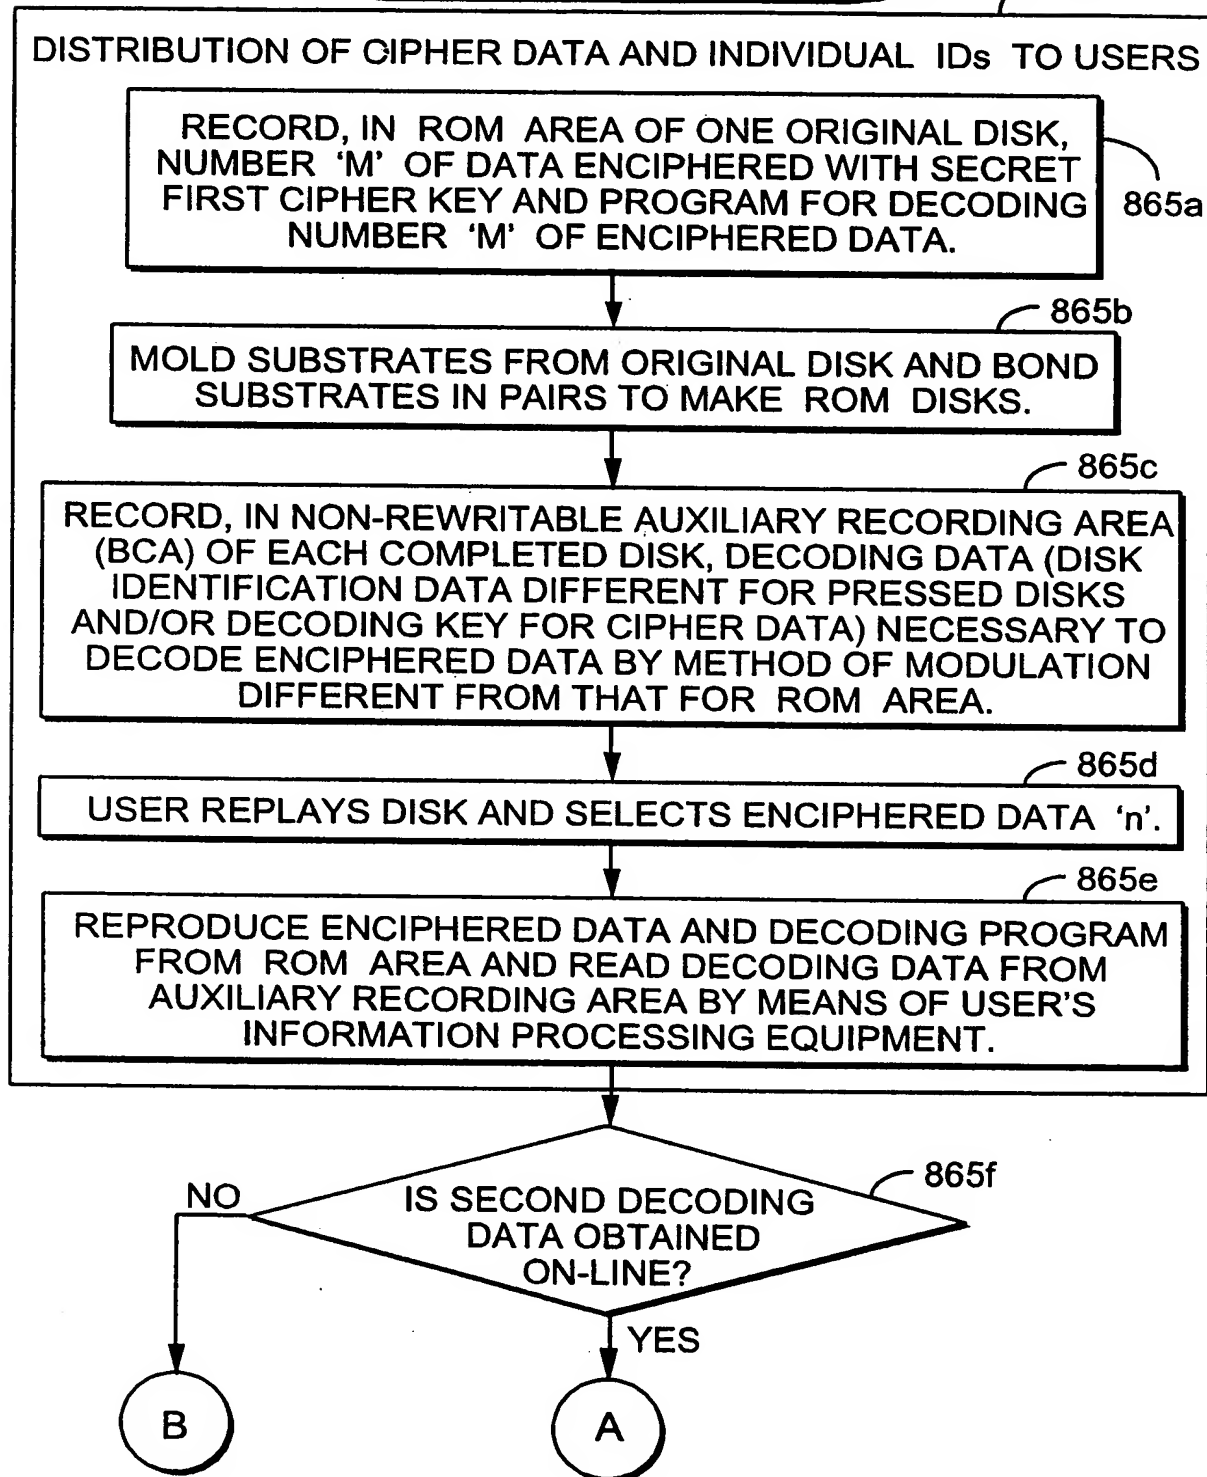 DISTRIBUTION OF CIPHER DATA AND INDIVIDUAL IDs TO USERS
RECORD, IN ROM AREA OF ONE ORIGINAL DISK,
NUMBER ‘M’ OF DATA ENCIPHERED WITH SECRET
FIRST CIPHER KEY AND PROGRAM FOR DECODING
NUMBER ‘M’ OF ENCIPHERED DATA.
865a
865b
MOLD SUBSTRATES FROM ORIGINAL DISK AND BOND
SUBSTRATES IN PAIRS TO MAKE ROM DISKS.
865c
RECORD, IN NON-REWRITABLE AUXILIARY RECORDING AREA
(BCA) OF EACH COMPLETED DISK, DECODING DATA (DISK
IDENTIFICATION DATA DIFFERENT FOR PRESSED DISKS
AND/OR DECODING KEY FOR CIPHER DATA) NECESSARY TO
DECODE ENCIPHERED DATA BY METHOD OF MODULATION
DIFFERENT FROM THAT FOR ROM AREA.
865d
USER REPLAYS DISK AND SELECTS ENCIPHERED DATA ‘n’.
865e
REPRODUCE ENCIPHERED DATA AND DECODING PROGRAM
FROM ROM AREA AND READ DECODING DATA FROM
AUXILIARY RECORDING AREA BY MEANS OF USER'S
INFORMATION PROCESSING EQUIPMENT.
865f
NO
IS SECOND DECODING
DATA OBTAINED
ON-LINE?
YES
B
A